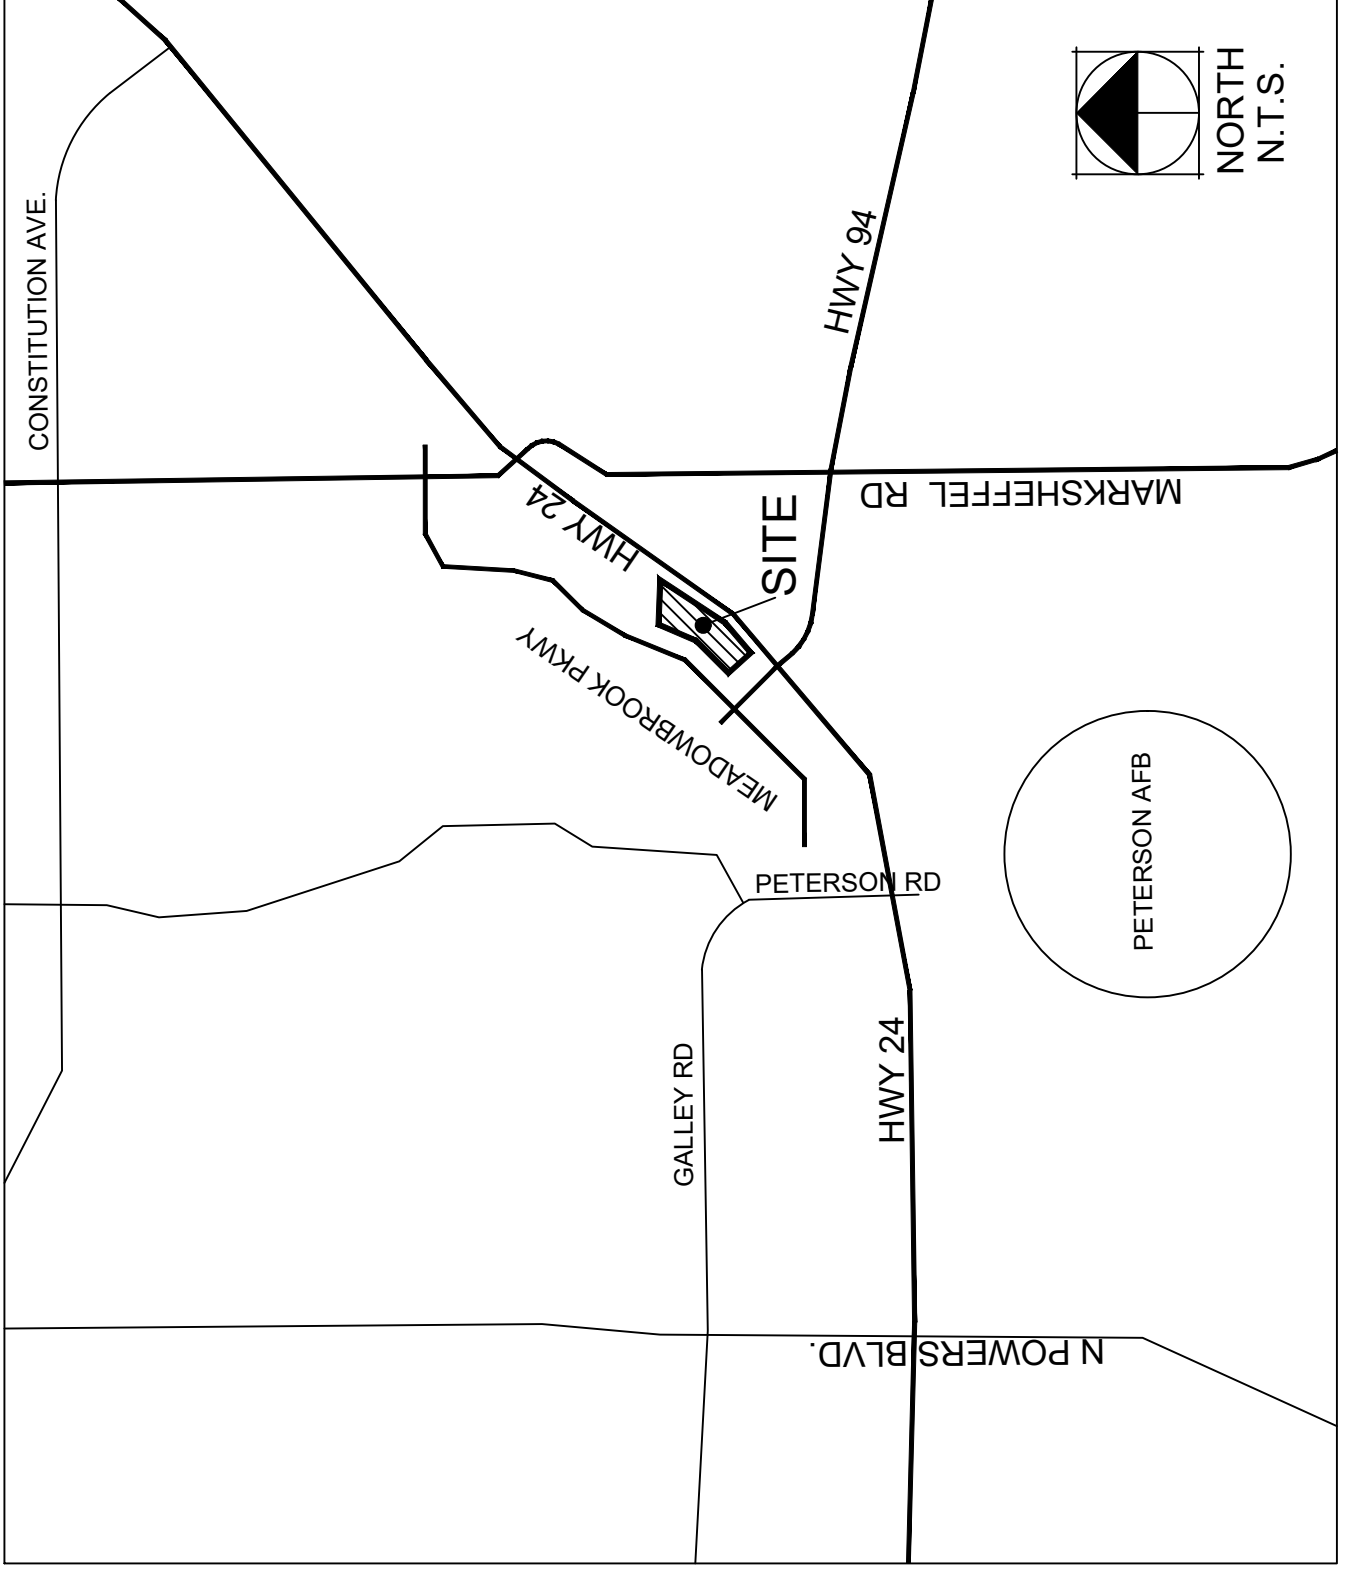 CONSTITUTION AVE.
NORTH
N.T.S.
HWY 94
HWY 24
MARKSHEFFEL RD
SITE
MEADOWBROOK PKWY
PETERSON RD
PETERSON AFB
GALLEY RD
HWY 24
N POWERS BLVD.